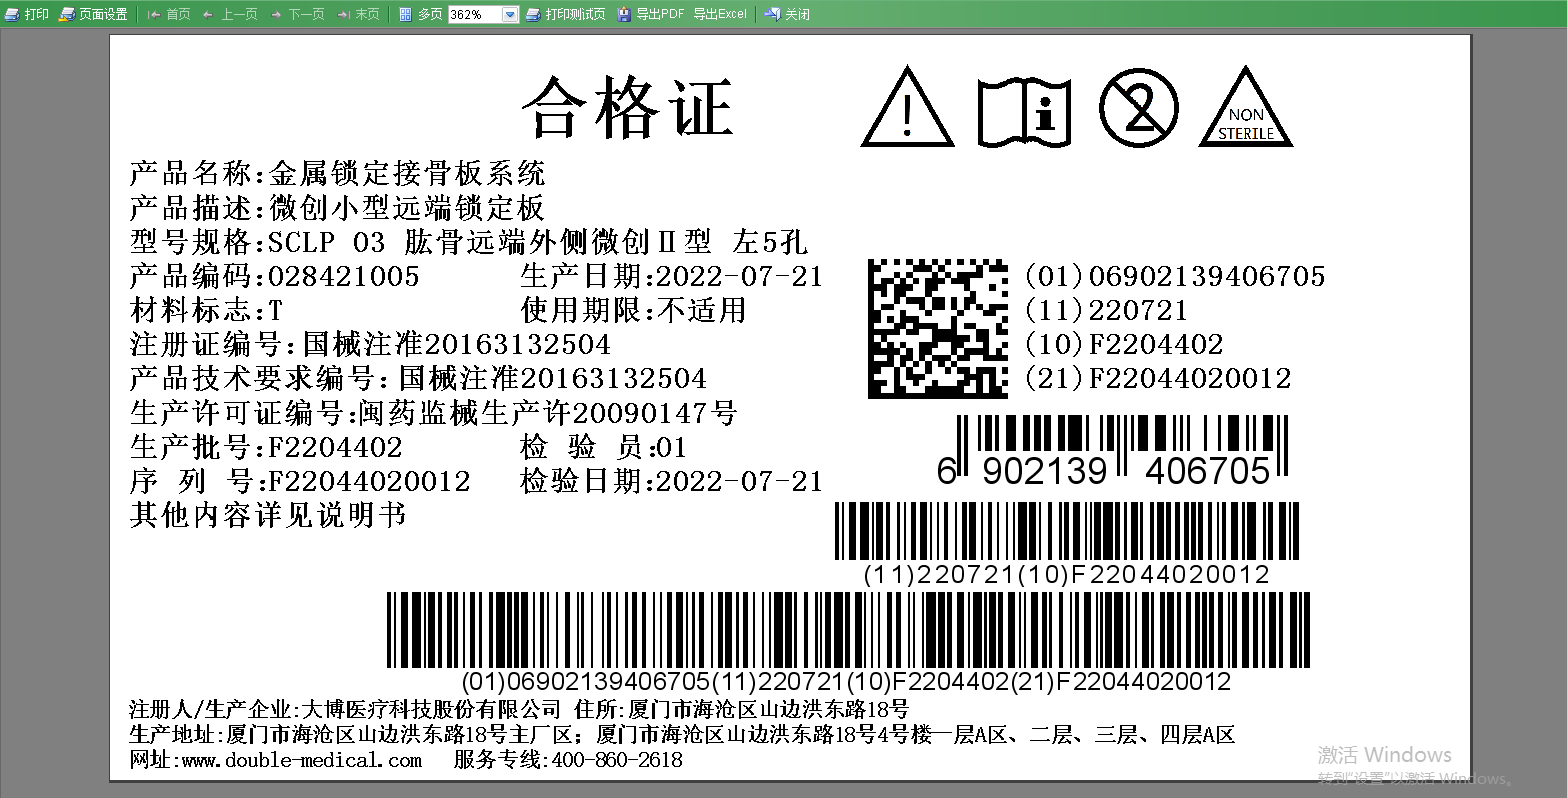 打印 页面设置 首页 上一页 下一页 末页 多页 362% 打印测试页 导出PDF 导出Excel 关闭
合格证
!
i
2
NON
STERILE
产品名称:金属锁定接骨板系统
产品描述:微创小型远端锁定板
型号规格:SCLP 03 肱骨远端外侧微创Ⅱ型 左5孔
产品编码:028421005 生产日期:2022-07-21
材料标志:T 使用期限:不适用
注册证编号:国械注准20163132504
产品技术要求编号:国械注准20163132504
生产许可证编号:闽药监械生产许20090147号
生产批号:F2204402 检 验 员:01
序 列 号:F22044020012 检验日期:2022-07-21
其他内容详见说明书
(01)06902139406705
(11)220721
(10)F2204402
(21)F22044020012
6 902139 406705
(11)220721(10)F22044020012
(01)06902139406705(11)220721(10)F2204402(21)F22044020012
注册人/生产企业:大博医疗科技股份有限公司 住所:厦门市海沧区山边洪东路18号
生产地址:厦门市海沧区山边洪东路18号主厂区；厦门市海沧区山边洪东路18号4号楼一层A区、二层、三层、四层A区
网址:www.double-medical.com 服务专线:400-860-2618
激活 Windows
转到"设置"以激活 Windows。